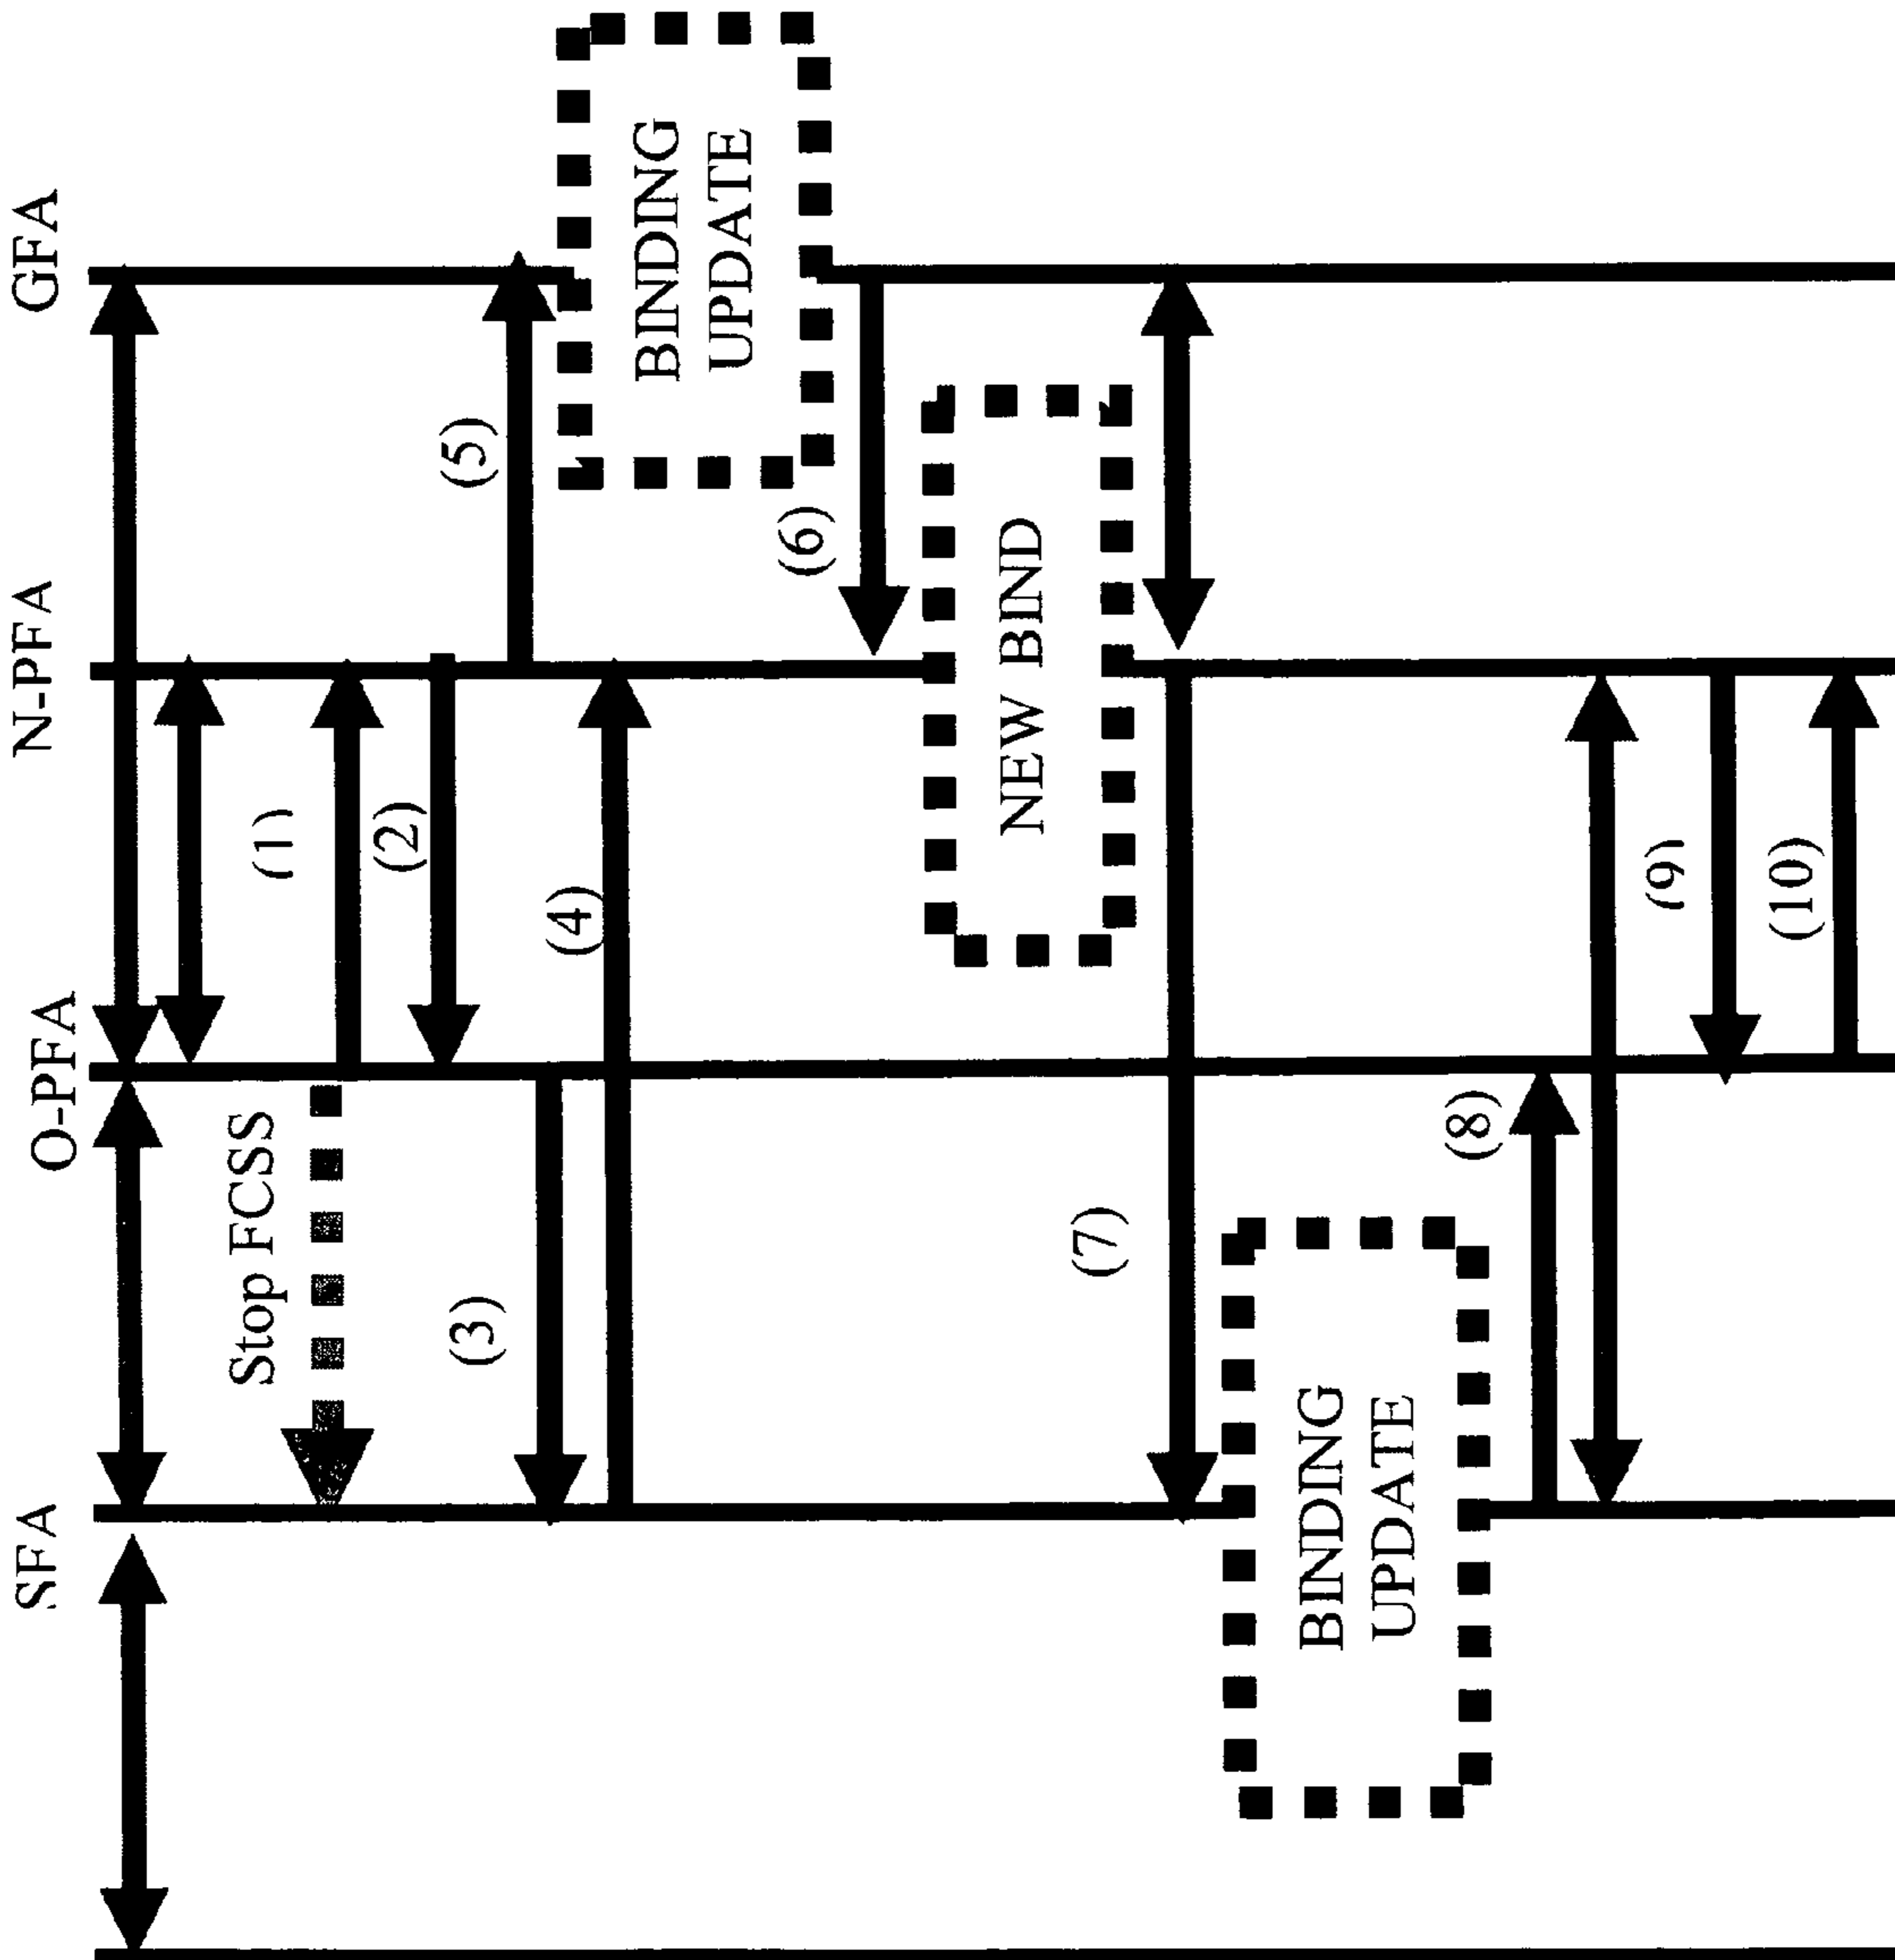 SFA
O-PFA
N-PFA
GFA
Stop FCSS
(1)
(2)
(3)
(5)
(4)
BINDING
UPDATE
(6)
NEW BIND
(7)
BINDING
UPDATE
(8)
(9)
(10)